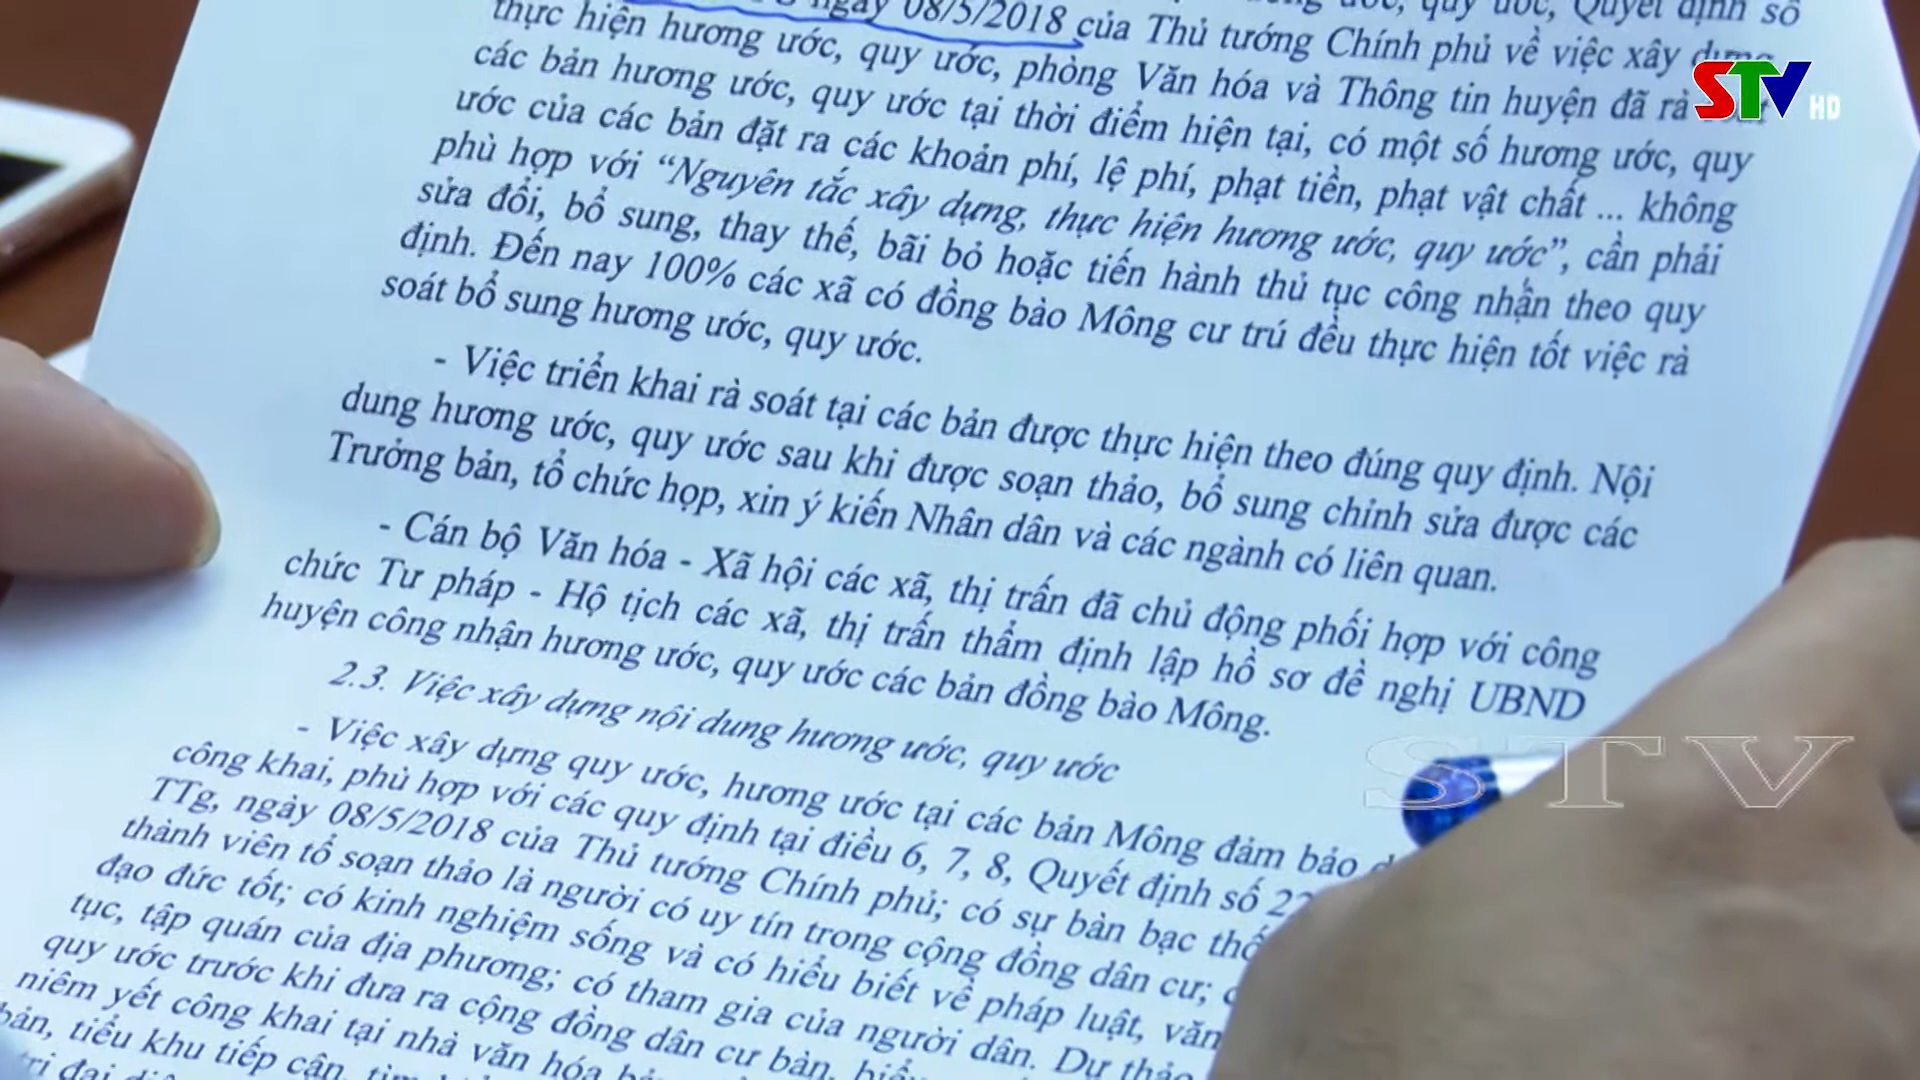 ngày 08/5/2018 của Thủ tướng Chính phủ về việc xây dựng
thực hiện hương ước, quy ước, phòng Văn hóa và Thông tin huyện đã rà
các bản hương ước, quy ước tại thời điểm hiện tại, có một số hương ước, quy
ước của các bản đặt ra các khoản phí, lệ phí, phạt tiền, phạt vật chất ... không
phù hợp với “Nguyên tắc xây dựng, thực hiện hương ước, quy ước”, cần phải
sửa đổi, bổ sung, thay thế, bãi bỏ hoặc tiến hành thủ tục công nhận theo quy
định. Đến nay 100% các xã có đồng bào Mông cư trú đều thực hiện tốt việc rà
soát bổ sung hương ước, quy ước.
- Việc triển khai rà soát tại các bản được thực hiện theo đúng quy định. Nội
dung hương ước, quy ước sau khi được soạn thảo, bổ sung chỉnh sửa được các
Trưởng bản, tổ chức họp, xin ý kiến Nhân dân và các ngành có liên quan.
- Cán bộ Văn hóa - Xã hội các xã, thị trấn đã chủ động phối hợp với công
chức Tư pháp - Hộ tịch các xã, thị trấn thẩm định lập hồ sơ đề nghị UBND
huyện công nhận hương ước, quy ước các bản đồng bào Mông.
2.3. Việc xây dựng nội dung hương ước, quy ước
- Việc xây dựng quy ước, hương ước tại các bản Mông đảm bảo
công khai, phù hợp với các quy định tại điều 6, 7, 8, Quyết định số 22
TTg, ngày 08/5/2018 của Thủ tướng Chính phủ; có sự bàn bạc
thành viên tổ soạn thảo là người có uy tín trong cộng đồng dân cư;
đạo đức tốt; có kinh nghiệm sống và có hiểu biết về pháp luật, văn
tục, tập quán của địa phương; có tham gia của người dân. Dự thảo
quy ước trước khi đưa ra cộng đồng dân cư bàn,
niêm yết công khai tại nhà văn hóa
bản, tiểu khu tiếp cận,
STV HD
STV